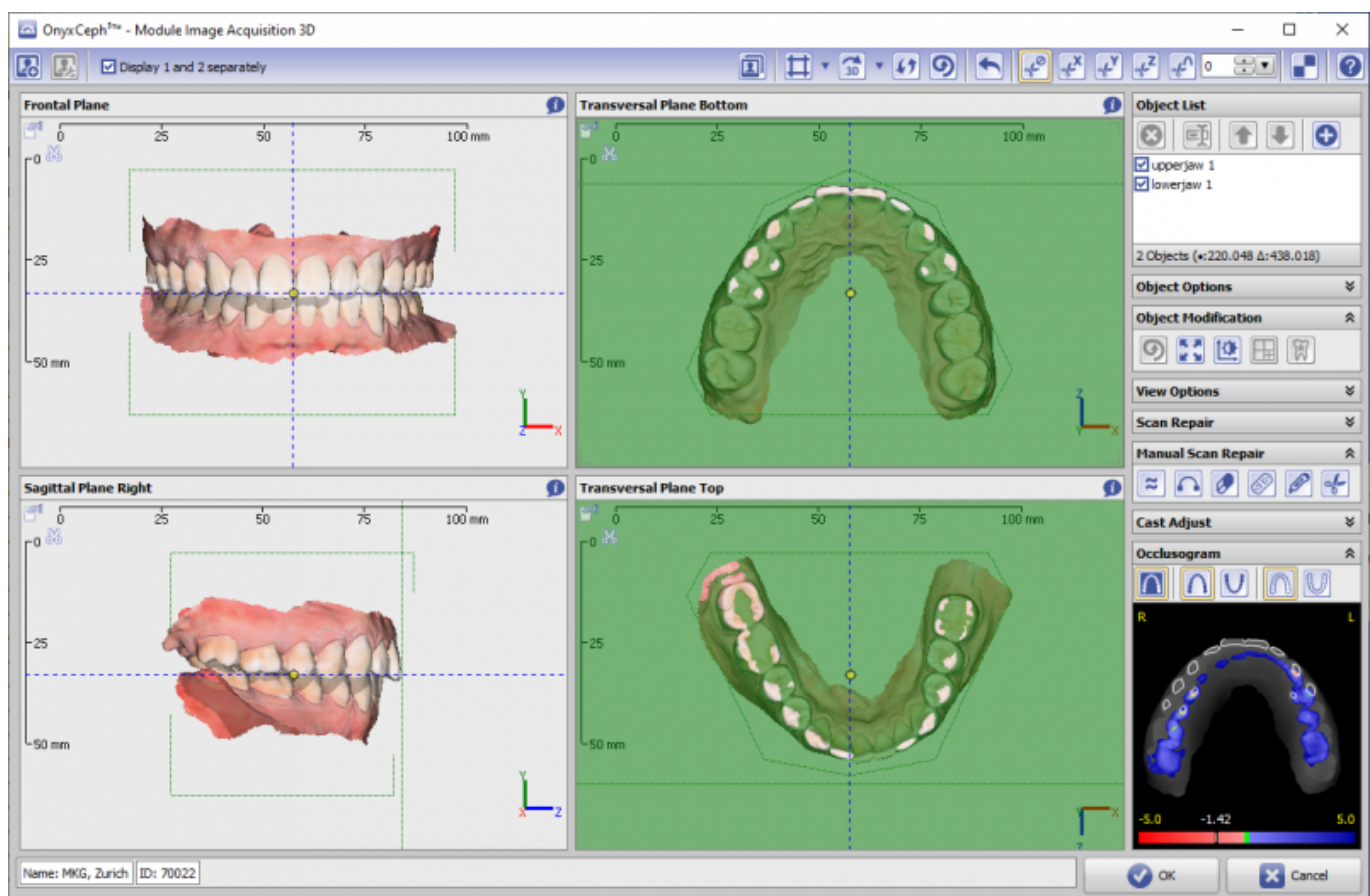 OnyxCeph³™ - Module Image Acquisition 3D
Display 1 and 2 separately
3D
X
Y
Z
0
Frontal Plane
0 25 50 75 100 mm
0
25
50 mm
Y
Z X
Transversal Plane Bottom
0 25 50 75 100 mm
0
25
50 mm
Z
Y X
Sagittal Plane Right
0 25 50 75 100 mm
0
25
50 mm
Y
X Z
Transversal Plane Top
0 25 50 75 100 mm
0
25
50 mm
Y X
Z
Object List
upperjaw 1
lowerjaw 1
2 Objects (•:220.048 Δ:438.018)
Object Options
Object Modification
View Options
Scan Repair
Manual Scan Repair
Cast Adjust
Occlusogram
R L
-5.0 -1.42 5.0
Name: MKG, Zurich ID: 70022
OK Cancel